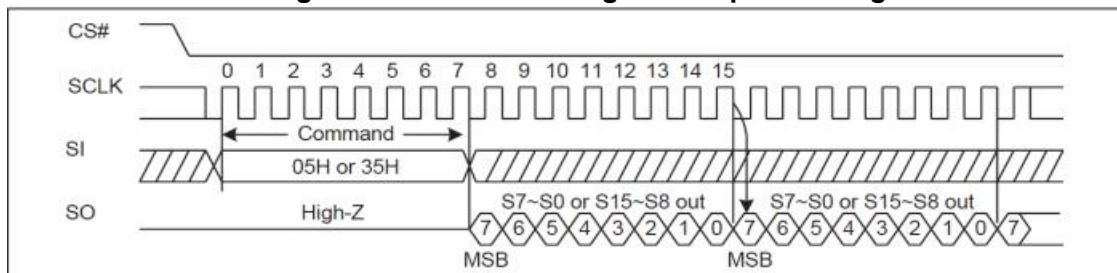 CS#
0 1 2 3 4 5 6 7 8 9 10 11 12 13 14 15
SCLK
Command
SI
05H or 35H
S7~S0 or S15~S8 out S7~S0 or S15~S8 out
SO
High-Z
7 6 5 4 3 2 1 0 7 6 5 4 3 2 1 0 7
MSB MSB